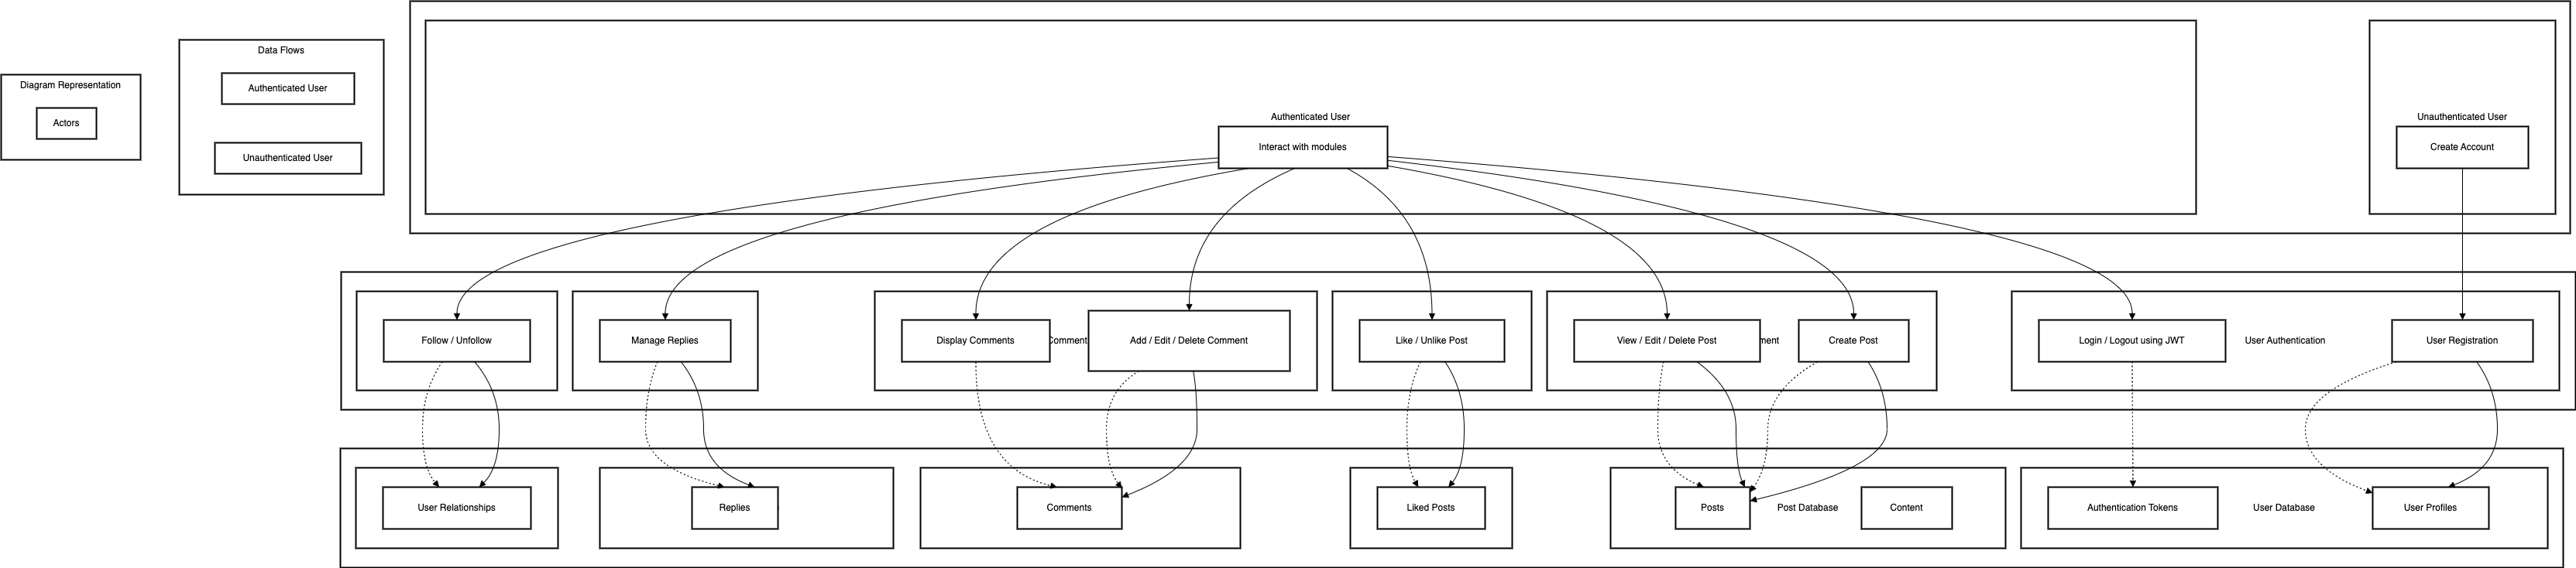 Diagram Representation
Actors
Data Flows
Authenticated User
Unauthenticated User
Authenticated User
Interact with modules
Unauthenticated User
Create Account
Follow / Unfollow
Manage Replies
Display Comments
Comment
Add / Edit / Delete Comment
Like / Unlike Post
View / Edit / Delete Post
Create Post
Login / Logout using JWT
User Authentication
User Registration
User Relationships
Replies
Comments
Liked Posts
Posts
Post Database
Content
Authentication Tokens
User Database
User Profiles